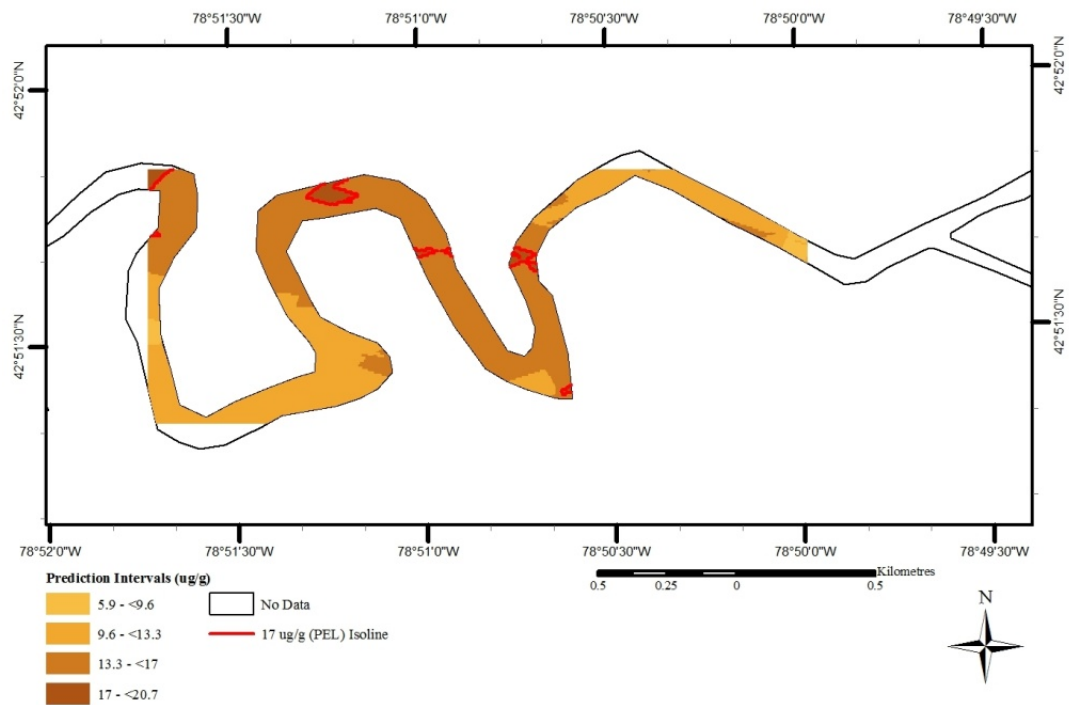 78°51'30"W 78°51'0"W 78°50'30"W 78°50'0"W 78°49'30"W
42°52'0"N
42°52'0"N
42°51'30"N
42°51'30"N
78°52'0"W 78°51'30"W 78°51'0"W 78°50'30"W 78°50'0"W 78°49'30"W
Prediction Intervals (ug/g)
5.9 - <9.6
9.6 - <13.3
13.3 - <17
17 - <20.7
No Data
17 ug/g (PEL) Isoline
Kilometres
0.5 0.25 0 0.5
N